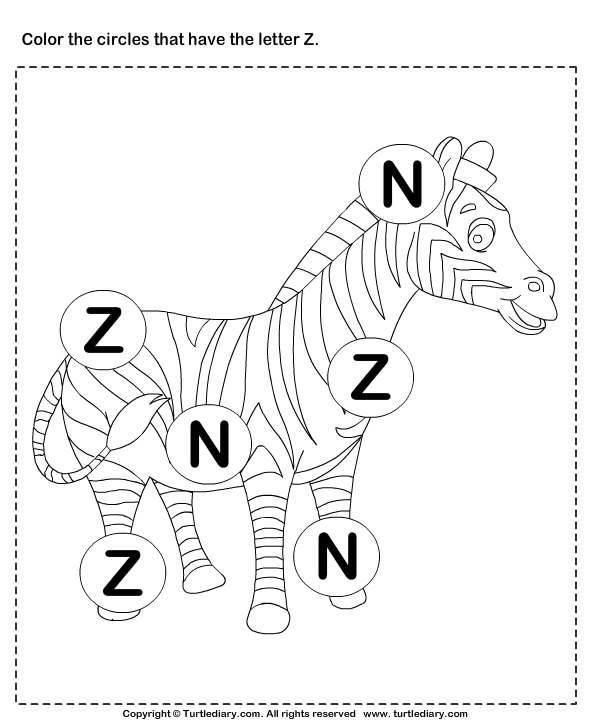 Color the circles that have the letter Z.
N
Z
Z
N
N
Z
Copyright © Turtlediary.com. All rights reserved www.turtlediary.com